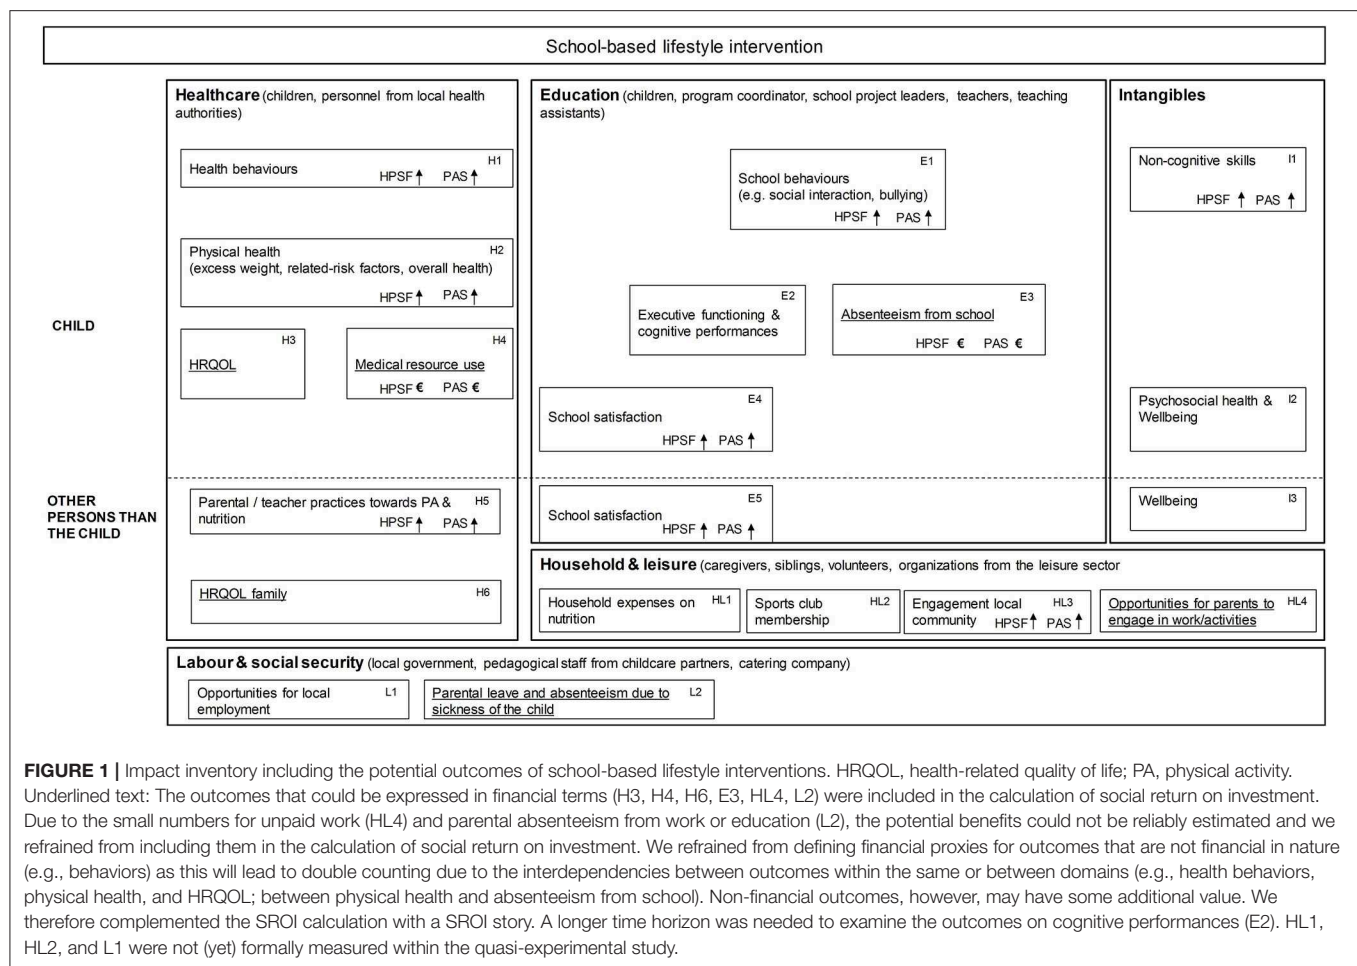 School-based lifestyle intervention
Healthcare (children, personnel from local health
authorities)
H1
Health behaviours
HPSF ↑ PAS ↑
H2
Physical health
(excess weight, related-risk factors, overall health)
HPSF ↑ PAS ↑
CHILD
H3
HRQOL
H4
Medical resource use
HPSF € PAS €
Education (children, program coordinator, school project leaders, teachers, teaching
assistants)
E1
School behaviours
(e.g. social interaction, bullying)
HPSF ↑ PAS ↑
E2
Executive functioning &
cognitive performances
E3
Absenteeism from school
HPSF € PAS €
E4
School satisfaction
HPSF ↑ PAS ↑
Intangibles
Non-cognitive skills I1
HPSF ↑ PAS ↑
Psychosocial health & I2
Wellbeing
OTHER
PERSONS THAN
THE CHILD
Parental / teacher practices towards PA & H5
nutrition HPSF ↑ PAS ↑
HRQOL family H6
E5
School satisfaction
HPSF ↑ PAS ↑
Wellbeing I3
Household & leisure (caregivers, siblings, volunteers, organizations from the leisure sector
Household expenses on HL1
nutrition
Sports club HL2
membership
Engagement local HL3
community HPSF ↑ PAS ↑
Opportunities for parents to HL4
engage in work/activities
Labour & social security (local government, pedagogical staff from childcare partners, catering company)
Opportunities for local L1
employment
Parental leave and absenteeism due to L2
sickness of the child
FIGURE 1 | Impact inventory including the potential outcomes of school-based lifestyle interventions. HRQOL, health-related quality of life; PA, physical activity.
Underlined text: The outcomes that could be expressed in financial terms (H3, H4, H6, E3, HL4, L2) were included in the calculation of social return on investment.
Due to the small numbers for unpaid work (HL4) and parental absenteeism from work or education (L2), the potential benefits could not be reliably estimated and we
refrained from including them in the calculation of social return on investment. We refrained from defining financial proxies for outcomes that are not financial in nature
(e.g., behaviors) as this will lead to double counting due to the interdependencies between outcomes within the same or between domains (e.g., health behaviors,
physical health, and HRQOL; between physical health and absenteeism from school). Non-financial outcomes, however, may have some additional value. We
therefore complemented the SROI calculation with a SROI story. A longer time horizon was needed to examine the outcomes on cognitive performances (E2). HL1,
HL2, and L1 were not (yet) formally measured within the quasi-experimental study.